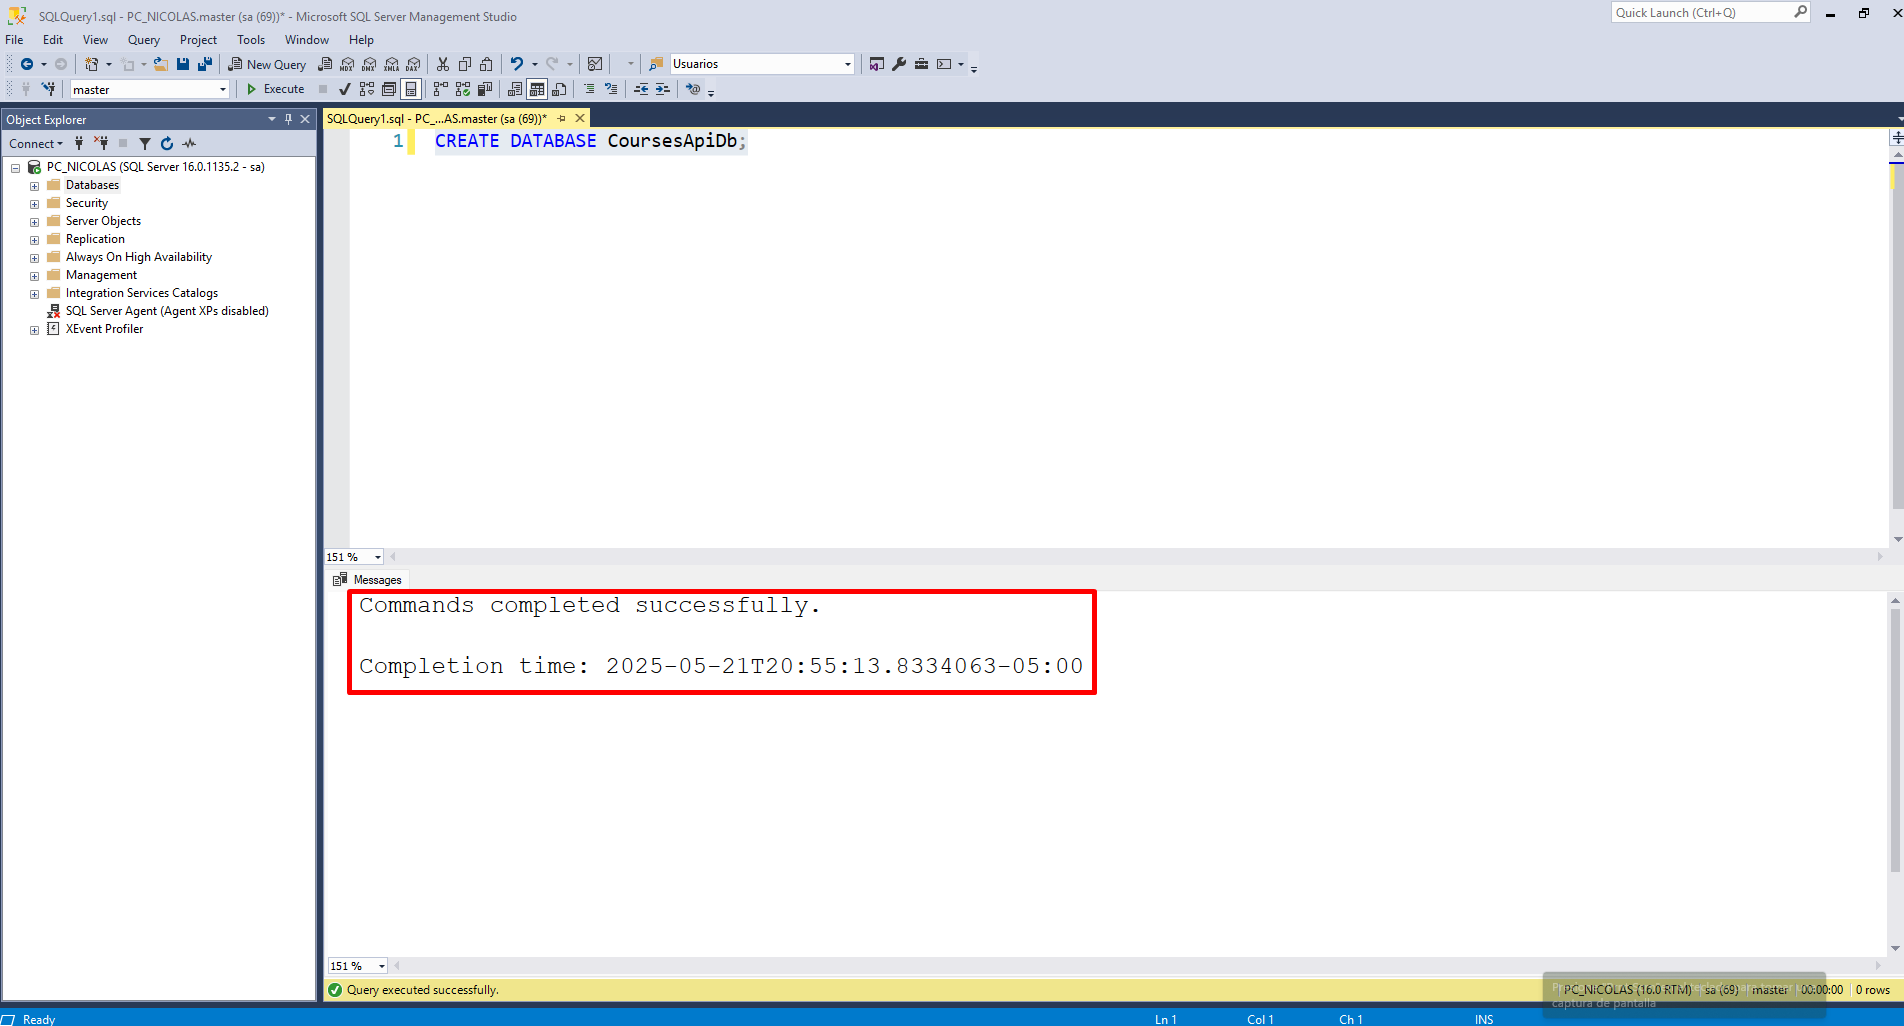 SQLQuery1.sql - PC_NICOLAS.master (sa (69))* - Microsoft SQL Server Management Studio
Quick Launch (Ctrl+Q)
File Edit View Query Project Tools Window Help
New Query MDX DMX XMLA DAX Usuarios
master Execute
Object Explorer
SQLQuery1.sql - PC_...AS.master (sa (69))*
Connect
1 CREATE DATABASE CoursesApiDb;
PC_NICOLAS (SQL Server 16.0.1135.2 - sa)
Databases
Security
Server Objects
Replication
Always On High Availability
Management
Integration Services Catalogs
SQL Server Agent (Agent XPs disabled)
XEvent Profiler
151 %
Messages
Commands completed successfully.
Completion time: 2025-05-21T20:55:13.8334063-05:00
151 %
Query executed successfully.
PC_NICOLAS (16.0 RTM) sa (69) master 00:00:00 0 rows
captura de pantalla
Ready Ln 1 Col 1 Ch 1 INS